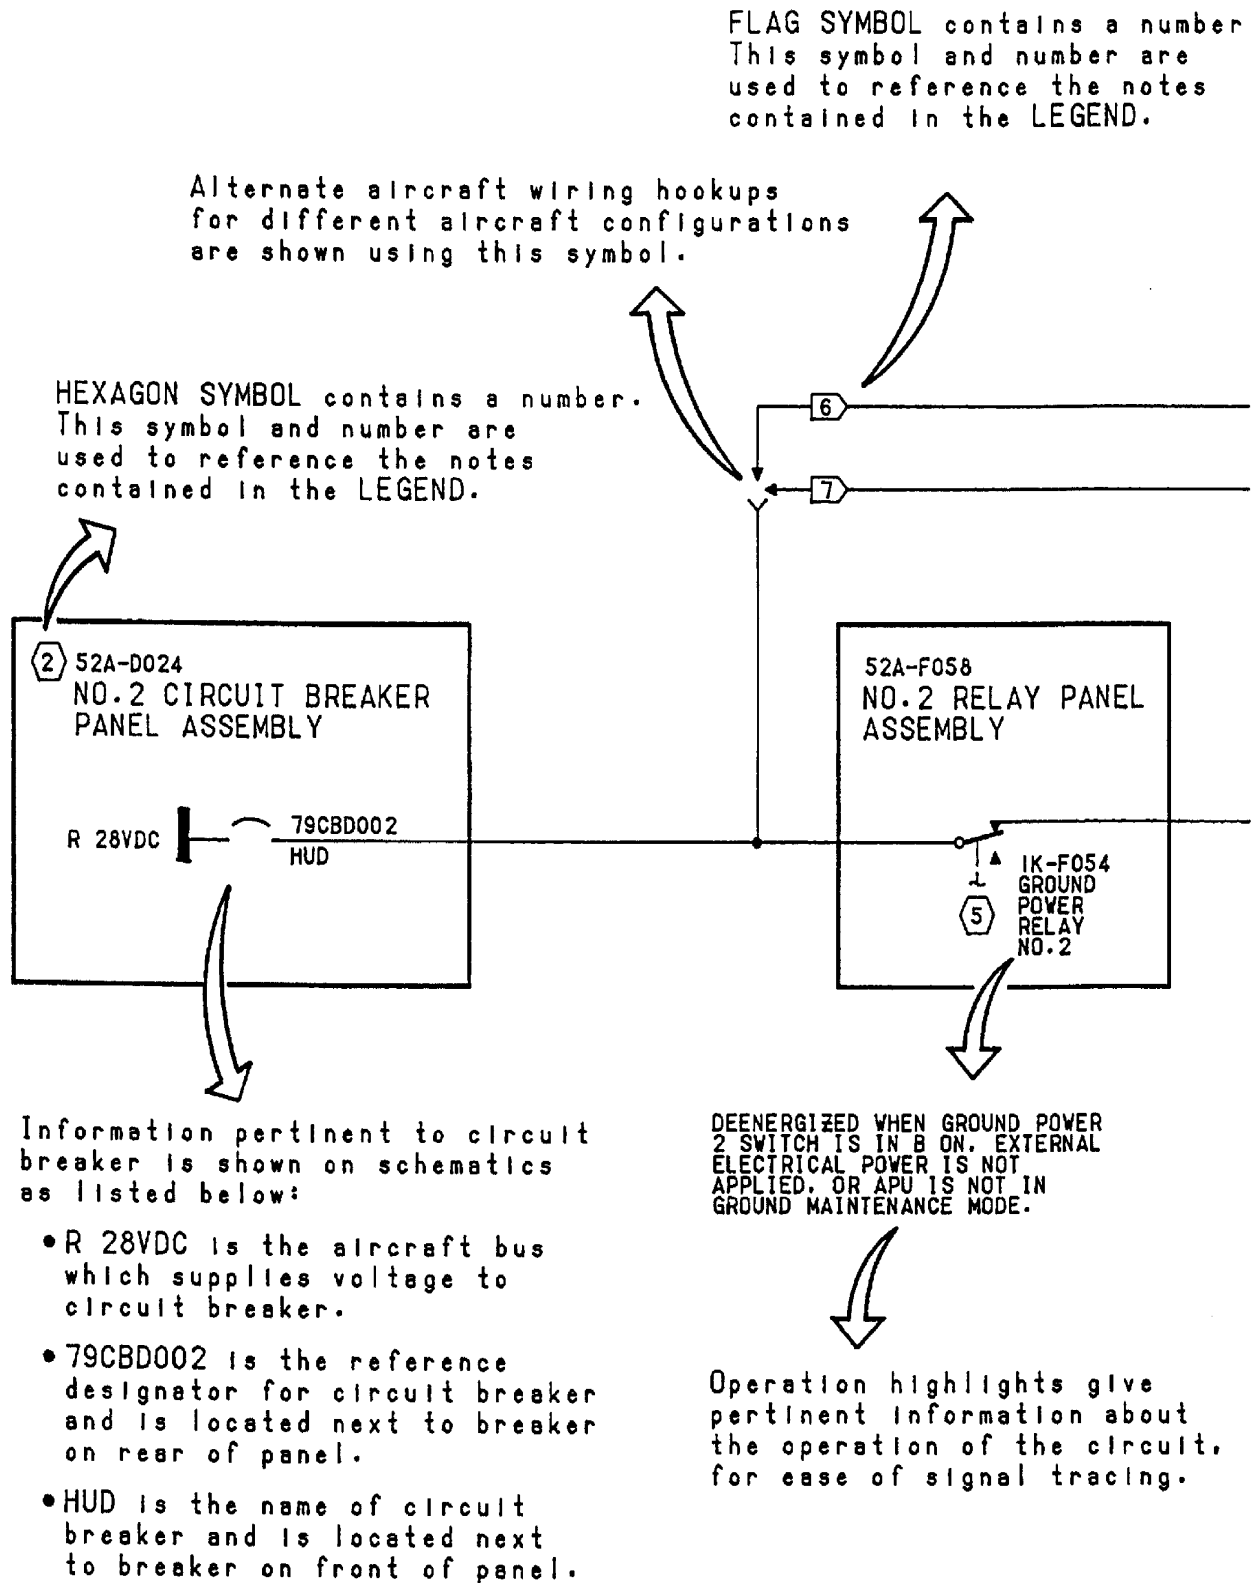 FLAG SYMBOL contains a number
This symbol and number are
used to reference the notes
contained in the LEGEND.
Alternate aircraft wiring hookups
for different aircraft configurations
are shown using this symbol.
HEXAGON SYMBOL contains a number.
This symbol and number are
used to reference the notes
contained in the LEGEND.
6
7
2 52A-D024
NO.2 CIRCUIT BREAKER
PANEL ASSEMBLY
R 28VDC
79CBD002
HUD
52A-F058
NO.2 RELAY PANEL
ASSEMBLY
5
1K-F054
GROUND
POWER
RELAY
NO.2
Information pertinent to circuit
breaker is shown on schematics
as listed below:
•R 28VDC is the aircraft bus
which supplies voltage to
circuit breaker.
•79CBD002 is the reference
designator for circuit breaker
and is located next to breaker
on rear of panel.
•HUD is the name of circuit
breaker and is located next
to breaker on front of panel.
DEENERGIZED WHEN GROUND POWER
2 SWITCH IS IN B ON, EXTERNAL
ELECTRICAL POWER IS NOT
APPLIED, OR APU IS NOT IN
GROUND MAINTENANCE MODE.
Operation highlights give
pertinent information about
the operation of the circuit,
for ease of signal tracing.